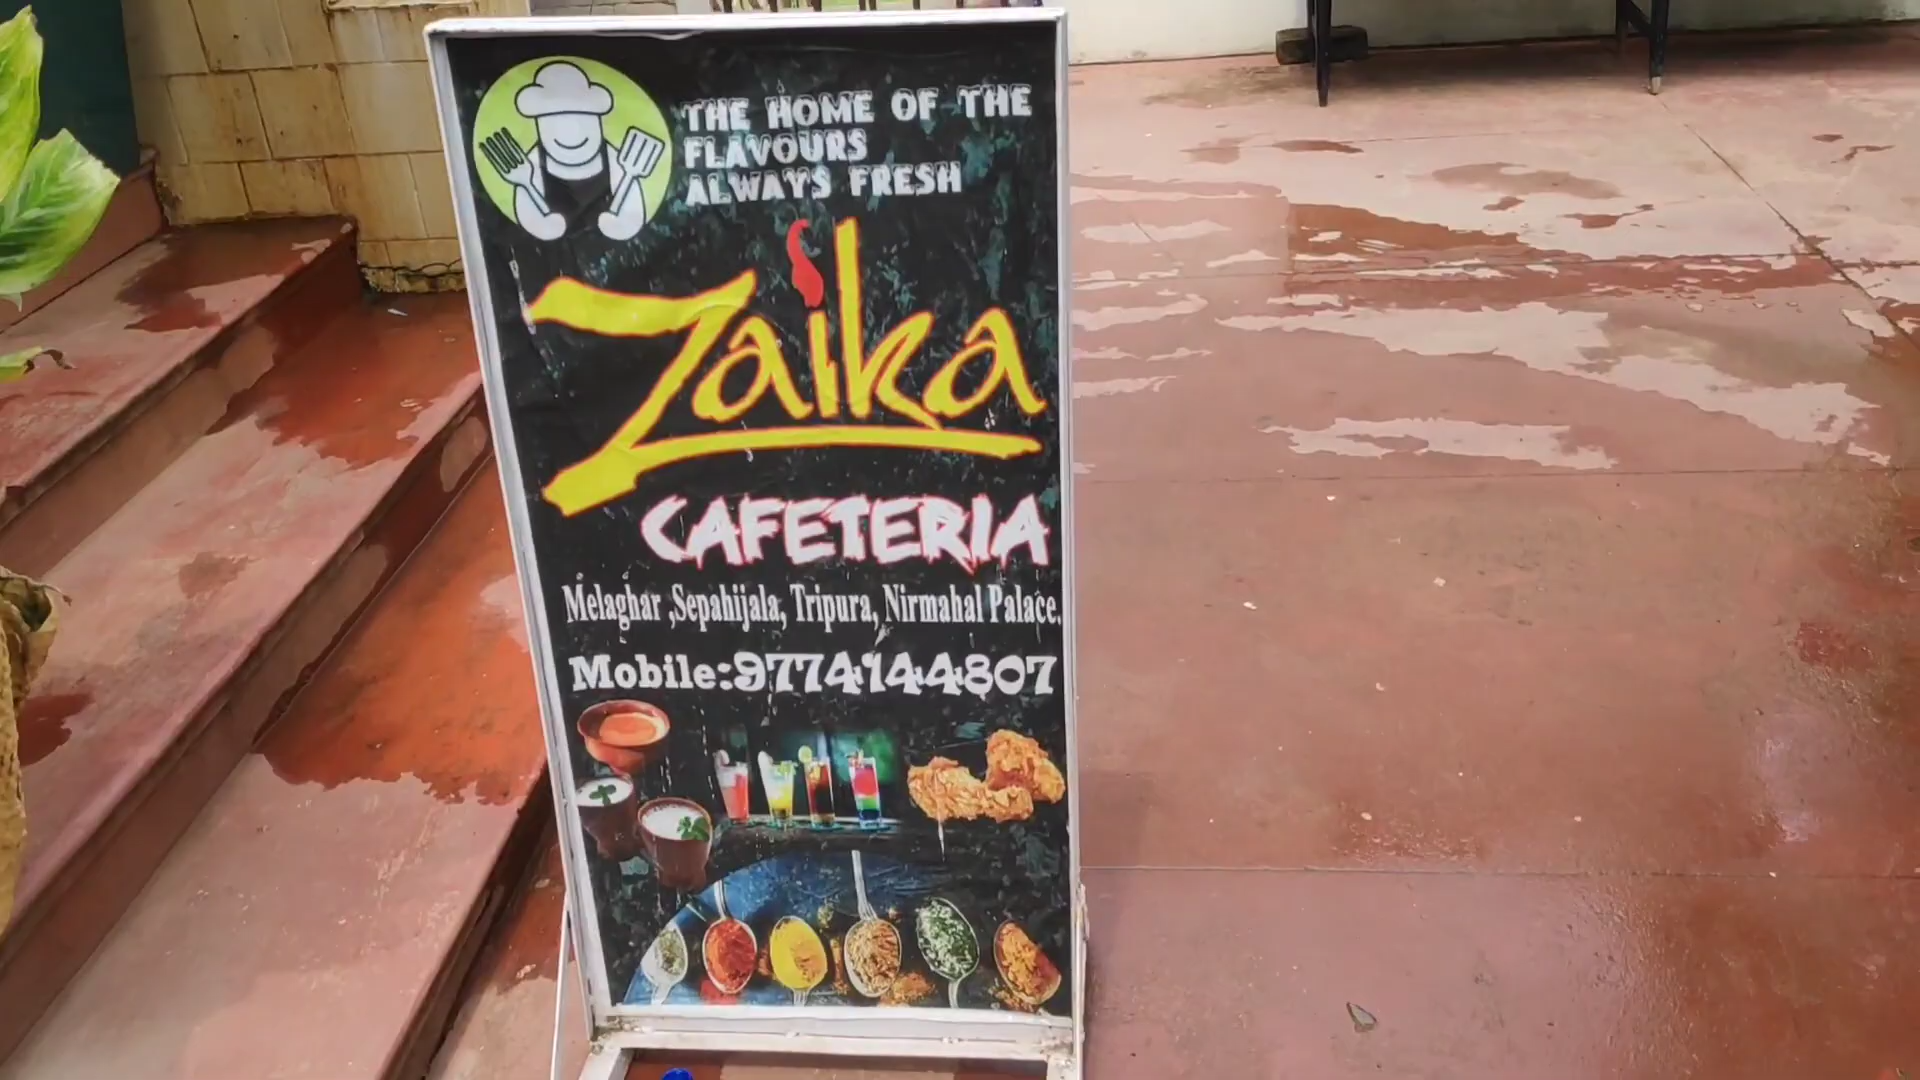 THE HOME OF THE
FLAVOURS
ALWAYS FRESH
Zaika
CAFETERIA
Melaghar ,Sepahijala, Tripura, Nirmahal Palace.
Mobile:9774144807